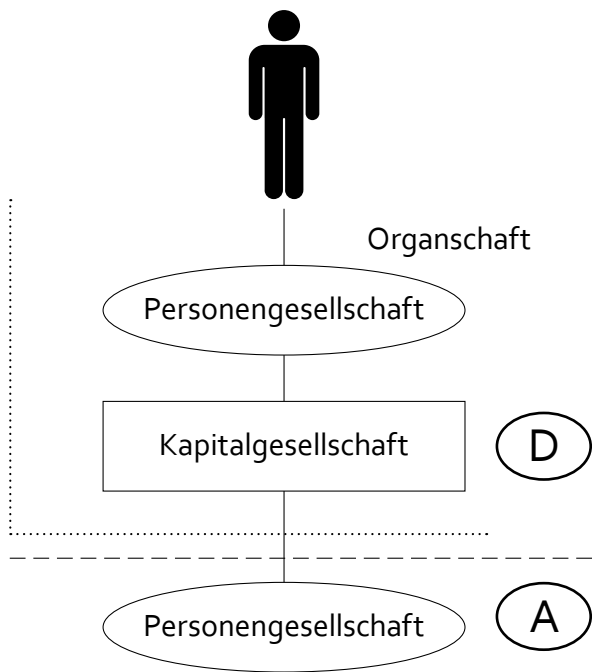 Organschaft
Personengesellschaft
Kapitalgesellschaft
D
Personengesellschaft
A